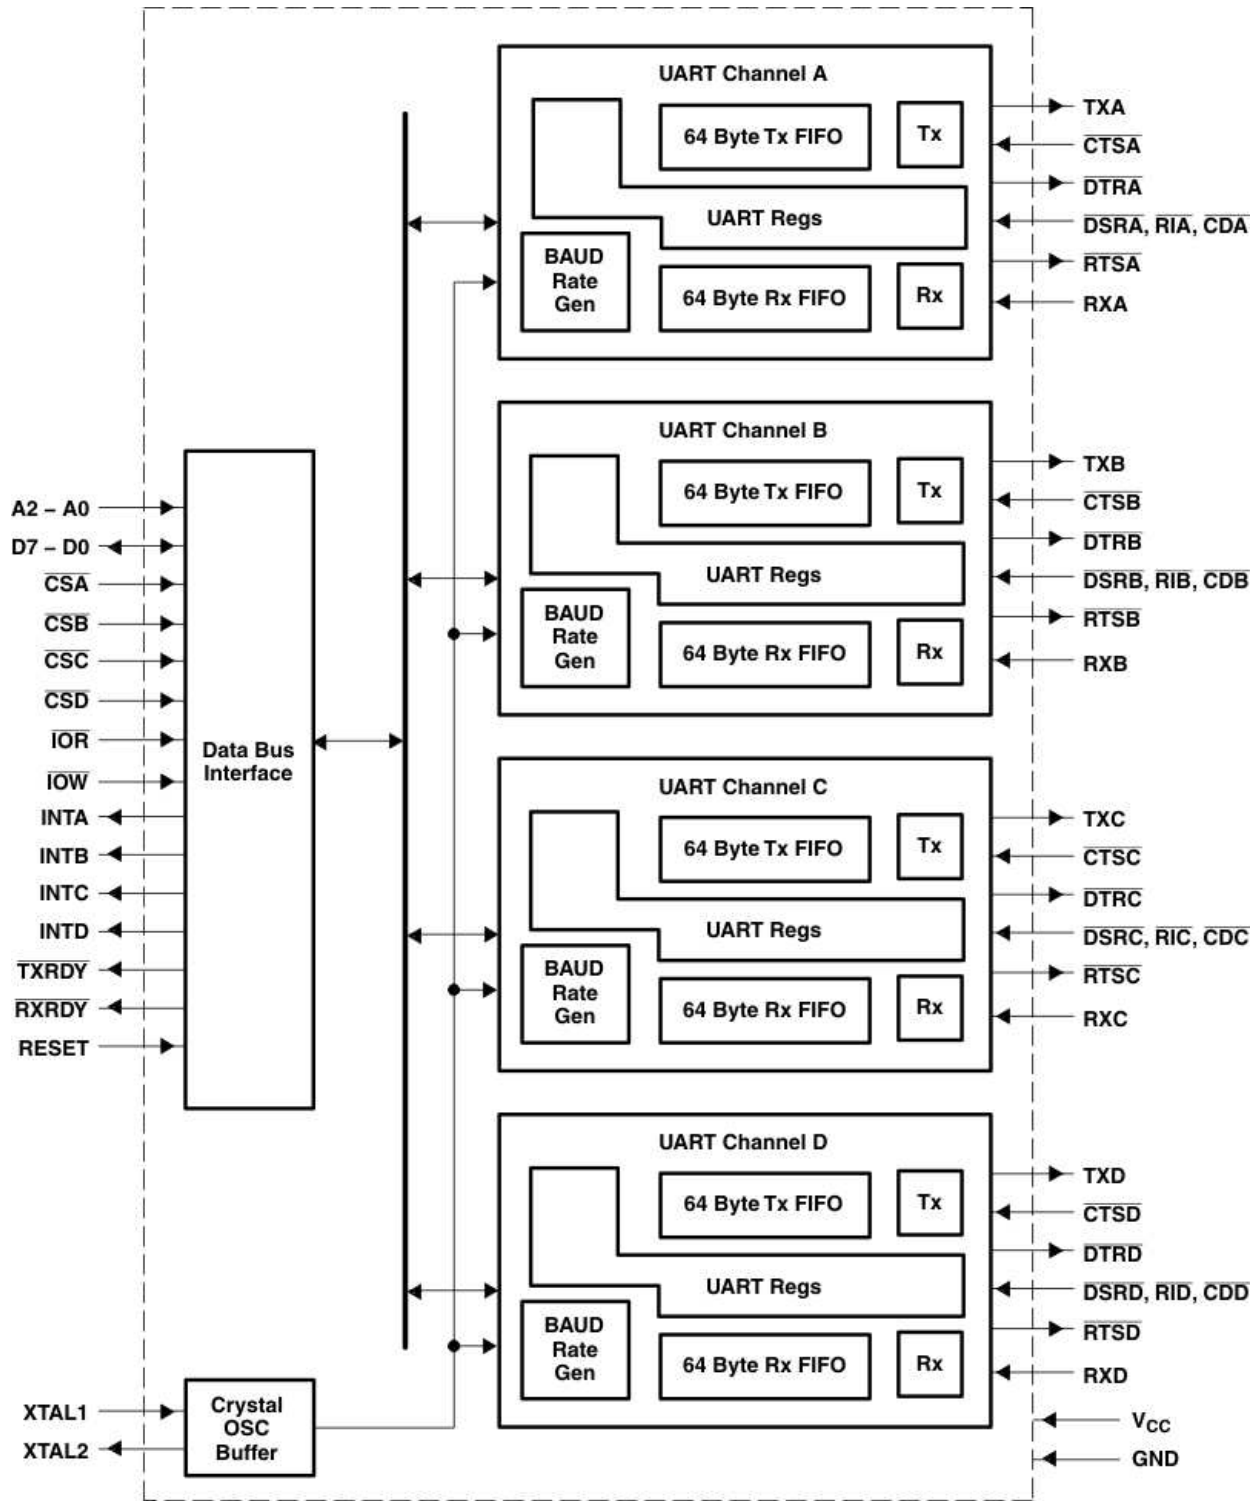 UART Channel A
64 Byte Tx FIFO
Tx
UART Regs
BAUD
Rate
Gen
64 Byte Rx FIFO
Rx
TXA
CTSA
DTRA
DSRA, RIA, CDA
RTSA
RXA
UART Channel B
64 Byte Tx FIFO
Tx
UART Regs
BAUD
Rate
Gen
64 Byte Rx FIFO
Rx
TXB
CTSB
DTRB
DSRB, RIB, CDB
RTSB
RXB
A2 – A0
D7 – D0
CSA
CSB
CSC
CSD
IOR
IOW
INTA
INTB
INTC
INTD
TXRDY
RXRDY
RESET
Data Bus
Interface
UART Channel C
64 Byte Tx FIFO
Tx
UART Regs
BAUD
Rate
Gen
64 Byte Rx FIFO
Rx
TXC
CTSC
DTRC
DSRC, RIC, CDC
RTSC
RXC
UART Channel D
64 Byte Tx FIFO
Tx
UART Regs
BAUD
Rate
Gen
64 Byte Rx FIFO
Rx
TXD
CTSD
DTRD
DSRD, RID, CDD
RTSD
RXD
XTAL1
XTAL2
Crystal
OSC
Buffer
VCC
GND